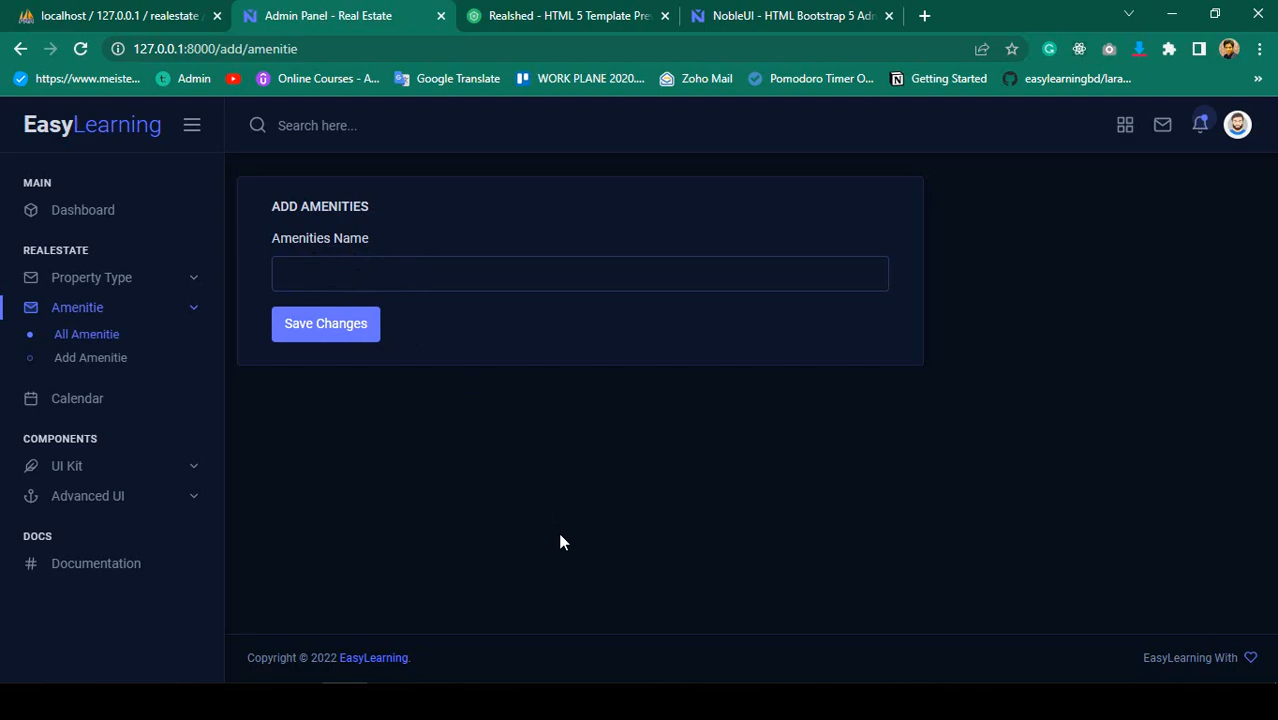 localhost / 127.0.0.1 / realestate /
Admin Panel - Real Estate
Realshed - HTML 5 Template Pre
NobleUI - HTML Bootstrap 5 Adm
127.0.0.1:8000/add/amenitie
https://www.meiste...
Admin
Online Courses - A...
Google Translate
WORK PLANE 2020....
Zoho Mail
Pomodoro Timer O...
Getting Started
easylearningbd/lara...
EasyLearning
Search here...
MAIN
Dashboard
REALESTATE
Property Type
Amenitie
All Amenitie
Add Amenitie
Calendar
COMPONENTS
UI Kit
Advanced UI
DOCS
Documentation
ADD AMENITIES
Amenities Name
Save Changes
Copyright © 2022 EasyLearning.
EasyLearning With